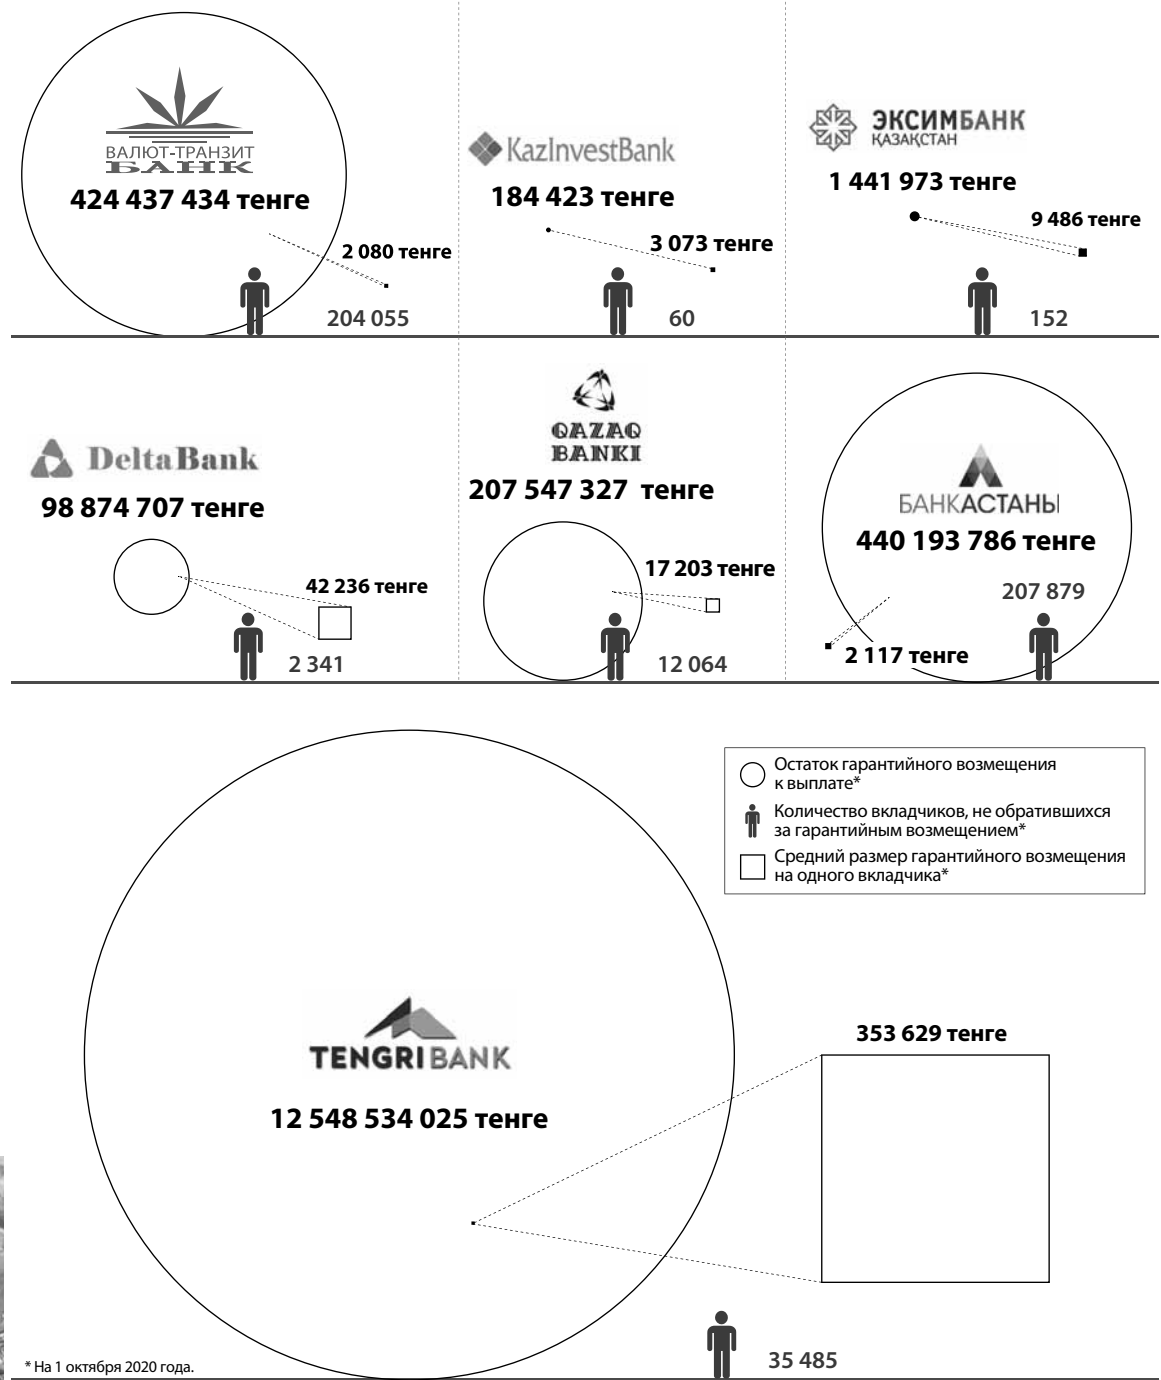 ВАЛЮТ-ТРАНЗИТ
БАНК
424 437 434 тенге
2 080 тенге
204 055
KazInvestBank
184 423 тенге
3 073 тенге
60
ЭКСИМБАНК
ҚАЗАҚСТАН
1 441 973 тенге
9 486 тенге
152
DeltaBank
98 874 707 тенге
42 236 тенге
2 341
QAZAQ
BANKI
207 547 327 тенге
17 203 тенге
12 064
БАНКАСТАНЫ
440 193 786 тенге
207 879
2 117 тенге
Остаток гарантийного возмещения
к выплате*
Количество вкладчиков, не обратившихся
за гарантийным возмещением*
Средний размер гарантийного возмещения
на одного вкладчика*
TENGRI BANK
12 548 534 025 тенге
353 629 тенге
35 485
* На 1 октября 2020 года.